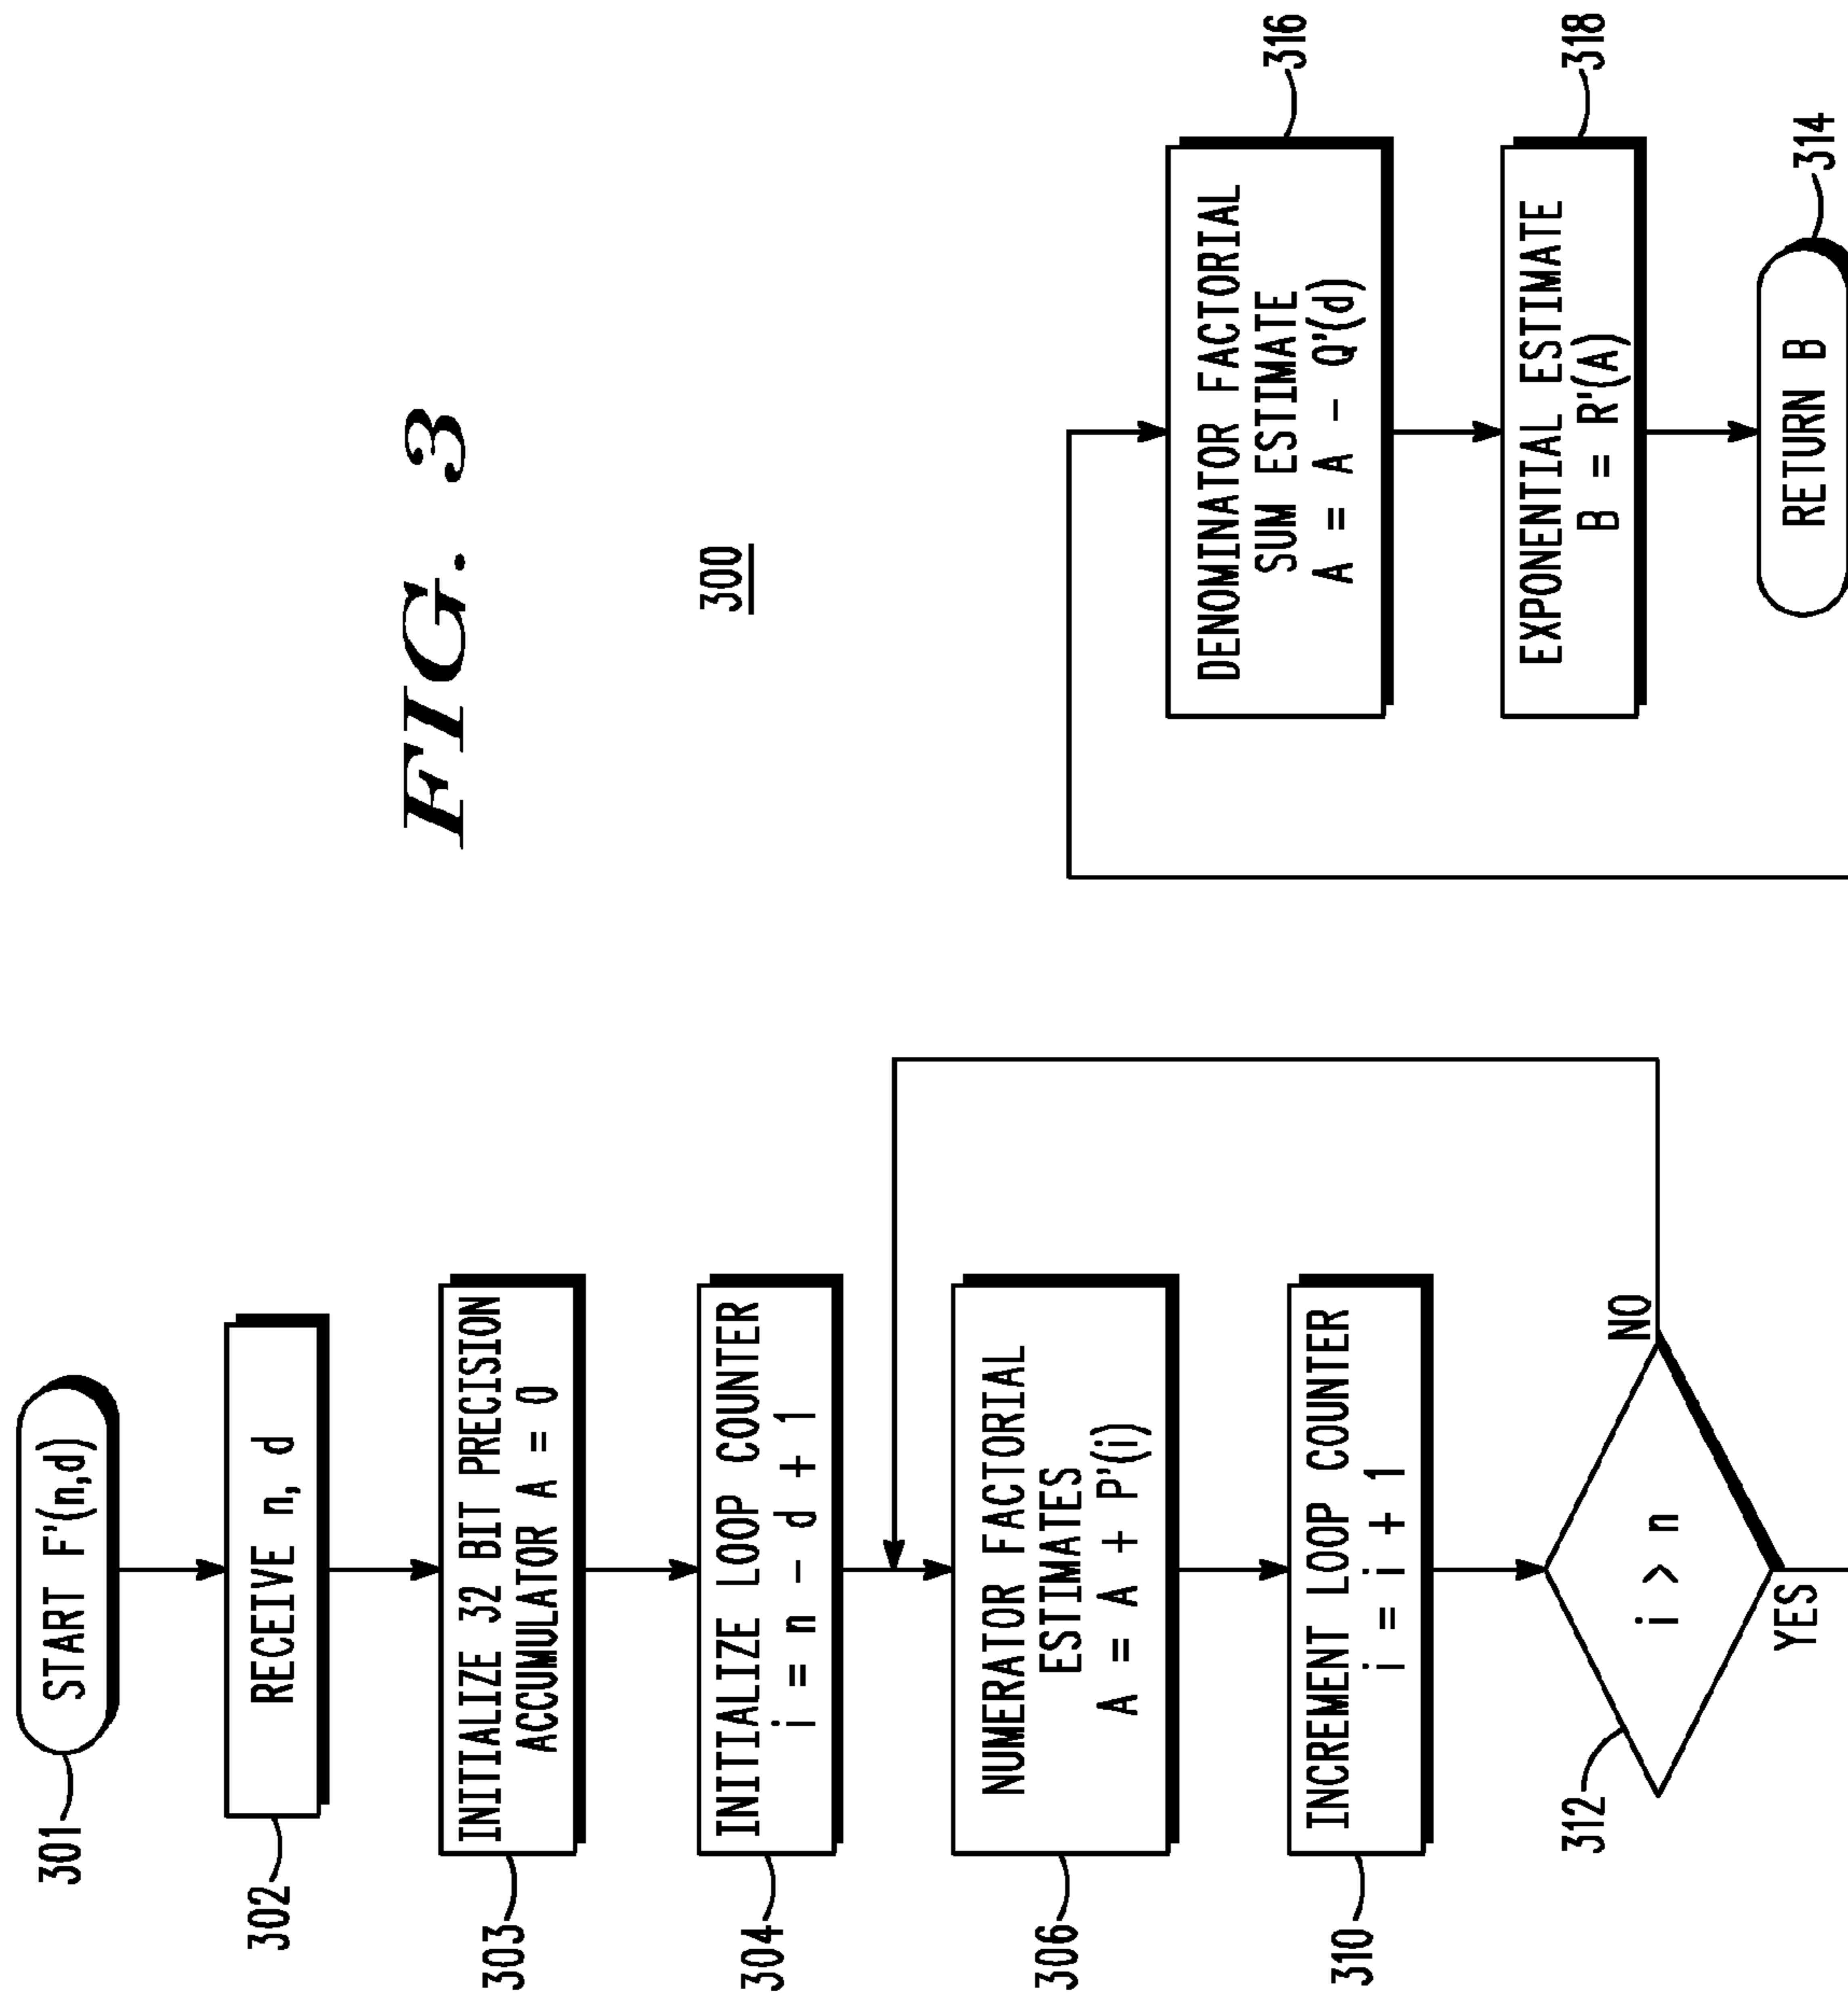 FIG. 3
300
301
START F'(n,d)
302
RECEIVE n, d
303
INITIALIZE 32 BIT PRECISION
ACCUMULATOR A = 0
304
INITIALIZE LOOP COUNTER
i = n - d + 1
306
NUMERATOR FACTORIAL
ESTIMATES
A = A + P'(i)
310
INCREMENT LOOP COUNTER
i = i + 1
312
i > n
NO
YES
DENOMINATOR FACTORIAL
SUM ESTIMATE
A = A - Q'(d)
316
EXPONENTIAL ESTIMATE
B = R'(A)
318
RETURN B
314